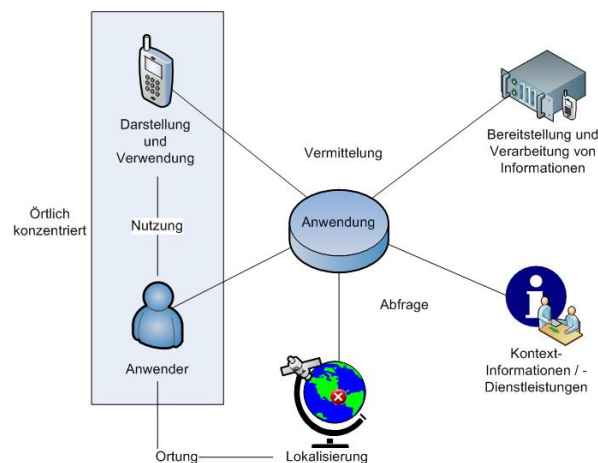 Darstellung
und
Verwendung
Örtlich
konzentriert
Nutzung
Anwender
Ortung
Vermittelung
Anwendung
Abfrage
Lokalisierung
Bereitstellung und
Verarbeitung von
Informationen
Kontext-
Informationen / -
Dienstleistungen